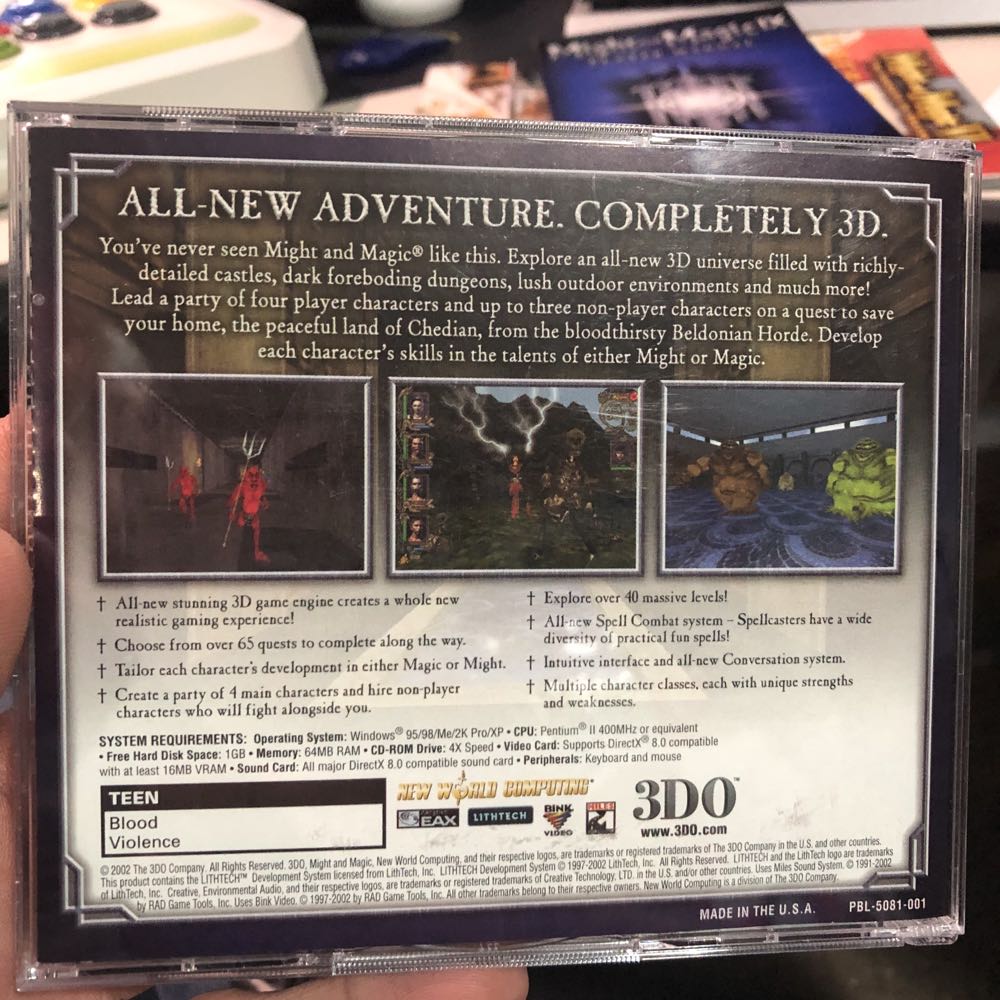 Might and Magic IX
ALL-NEW ADVENTURE. COMPLETELY 3D.
You've never seen Might and Magic® like this. Explore an all-new 3D universe filled with richly-
detailed castles, dark foreboding dungeons, lush outdoor environments and much more!
Lead a party of four player characters and up to three non-player characters on a quest to save
your home, the peaceful land of Chedian, from the bloodthirsty Beldonian Horde. Develop
each character's skills in the talents of either Might or Magic.
† All-new stunning 3D game engine creates a whole new
realistic gaming experience!
† Choose from over 65 quests to complete along the way.
† Tailor each character's development in either Magic or Might.
† Create a party of 4 main characters and hire non-player
characters who will fight alongside you.
† Explore over 40 massive levels!
† All-new Spell Combat system – Spellcasters have a wide
diversity of practical fun spells!
† Intuitive interface and all-new Conversation system.
† Multiple character classes, each with unique strengths
and weaknesses.
SYSTEM REQUIREMENTS: Operating System: Windows® 95/98/Me/2K Pro/XP • CPU: Pentium® II 400MHz or equivalent
• Free Hard Disk Space: 1GB • Memory: 64MB RAM • CD-ROM Drive: 4X Speed • Video Card: Supports DirectX® 8.0 compatible
with at least 16MB VRAM • Sound Card: All major DirectX 8.0 compatible sound card • Peripherals: Keyboard and mouse
TEEN
Blood
Violence
NEW WORLD COMPUTING™
EAX
LITHTECH
BINK
VIDEO
MILES
3DO™
www.3DO.com
© 2002 The 3DO Company. All Rights Reserved. 3DO, Might and Magic, New World Computing, and their respective logos, are trademarks or registered trademarks of The 3DO Company in the U.S. and other countries.
This product contains the LITHTECH™ Development System licensed from LithTech, Inc. LITHTECH Development System © 1997-2002 LithTech, Inc. All Rights Reserved. LITHTECH and the LithTech logo are trademarks
of LithTech, Inc. Creative, Environmental Audio, and their respective logos, are trademarks or registered trademarks of Creative Technology. LTD. in the U.S. and/or other countries. Uses Miles Sound System. © 1991-2002
by RAD Game Tools, Inc. Uses Bink Video. © 1997-2002 by RAD Game Tools, Inc. All other trademarks belong to their respective owners. New World Computing is a division of The 3DO Company.
MADE IN THE U.S.A. PBL-5081-001